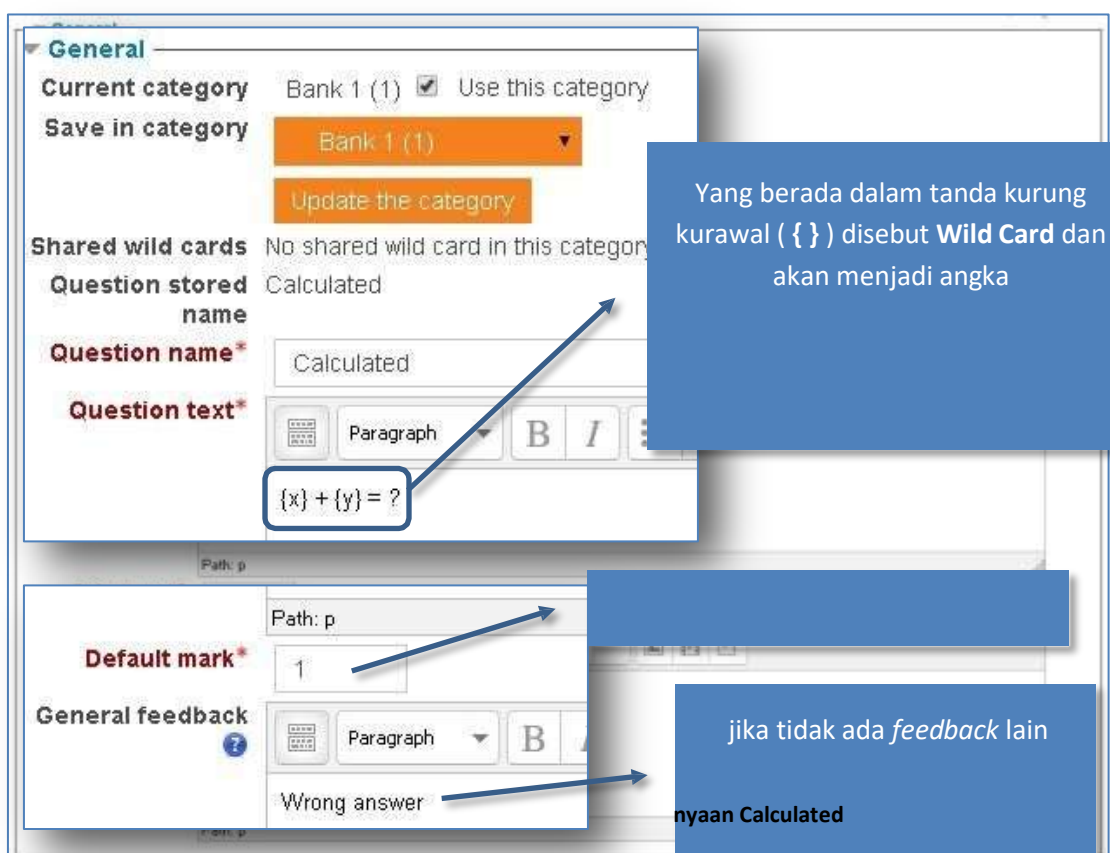 General
General
Current category Bank 1 (1) Use this category
Save in category Bank 1 (1)
Update the category
Shared wild cards No shared wild card in this category
Question stored name Calculated
Question name* Calculated
Question text* Paragraph B I
{x} + {y} = ?
Yang berada dalam tanda kurung
kurawal ( { } ) disebut Wild Card dan
akan menjadi angka
Path: p
Path: p
Default mark* 1
General feedback Paragraph B
Wrong answer
jika tidak ada feedback lain
nyaan Calculated
Path: p